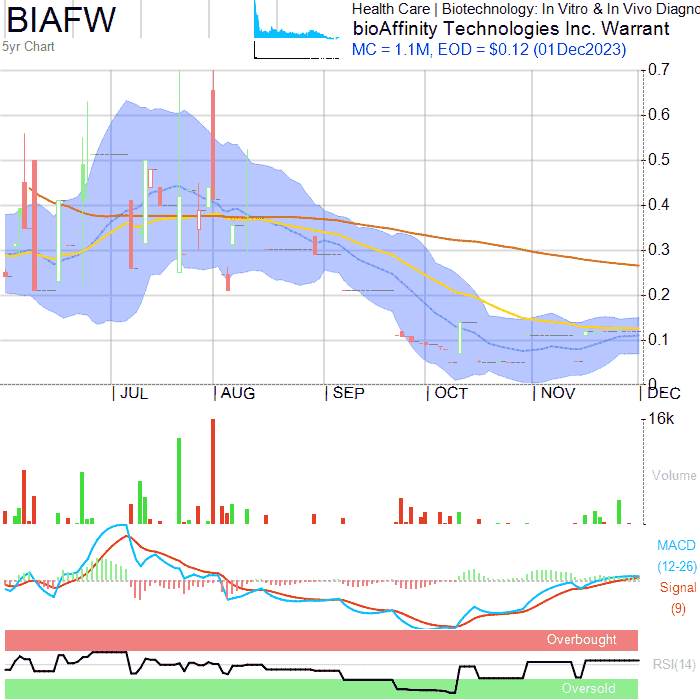 BIAFW
5yr Chart
Health Care | Biotechnology: In Vitro & In Vivo Diagno
bioAffinity Technologies Inc. Warrant
MC = 1.1M, EOD = $0.12 (01Dec2023)
0.7
0.6
0.5
0.4
0.3
0.2
0.1
0
| JUL
| AUG
| SEP
| OCT
| NOV
| DEC
16k
Volume
MACD
(12-26)
Signal
(9)
Overbought
RSI(14)
Oversold